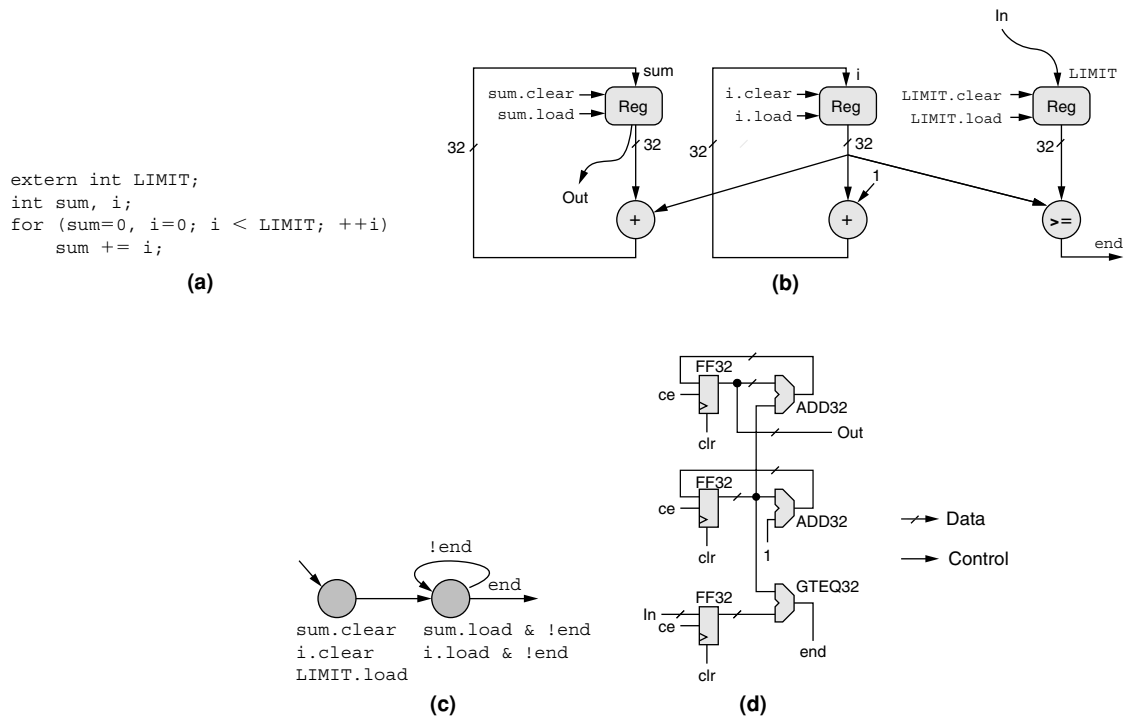 extern int LIMIT;
int sum, i;
for (sum=0, i=0; i < LIMIT; ++i)
sum += i;
(a)
In
sum
i
LIMIT
sum.clear
sum.load
Reg
i.clear
i.load
Reg
LIMIT.clear
LIMIT.load
Reg
32
32
32
32
32
Out
1
+
+
>=
end
(b)
!end
end
sum.clear
i.clear
LIMIT.load
sum.load & !end
i.load & !end
(c)
FF32
ce
clr
ADD32
Out
FF32
ce
clr
ADD32
1
GTEQ32
FF32
In
ce
clr
end
Data
Control
(d)